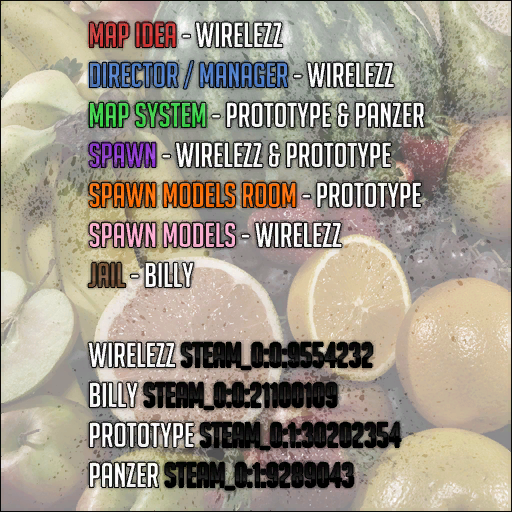 MAP IDEA - WIRELEZZ
DIRECTOR / MANAGER - WIRELEZZ
MAP SYSTEM - PROTOTYPE & PANZER
SPAWN - WIRELEZZ & PROTOTYPE
SPAWN MODELS ROOM - PROTOTYPE
SPAWN MODELS - WIRELEZZ
JAIL - BILLY
WIRELEZZ STEAM_0:0:9554232
BILLY STEAM_0:0:21100109
PROTOTYPE STEAM_0:1:30202354
PANZER STEAM_0:1:9289043